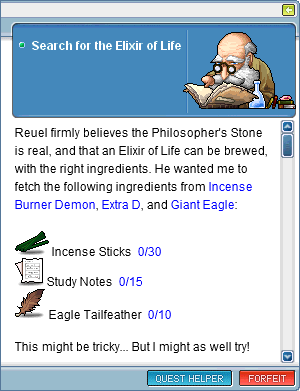 Search for the Elixir of Life
Reuel firmly believes the Philosopher's Stone
is real, and that an Elixir of Life can be brewed,
with the right ingredients. He wanted me to
fetch the following ingredients from Incense
Burner Demon, Extra D, and Giant Eagle:
Incense Sticks 0/30
Study Notes 0/15
Eagle Tailfeather 0/10
This might be tricky... But I might as well try!
QUEST HELPER FORFEIT